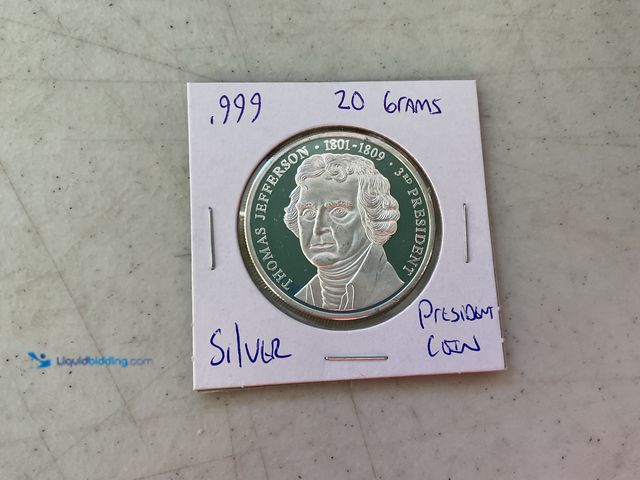 .999 20 GRAMS
THOMAS JEFFERSON · 1801-1809 · 3RD PRESIDENT
SilVER
PRESIDENT
COIN
Liquidbidding.com